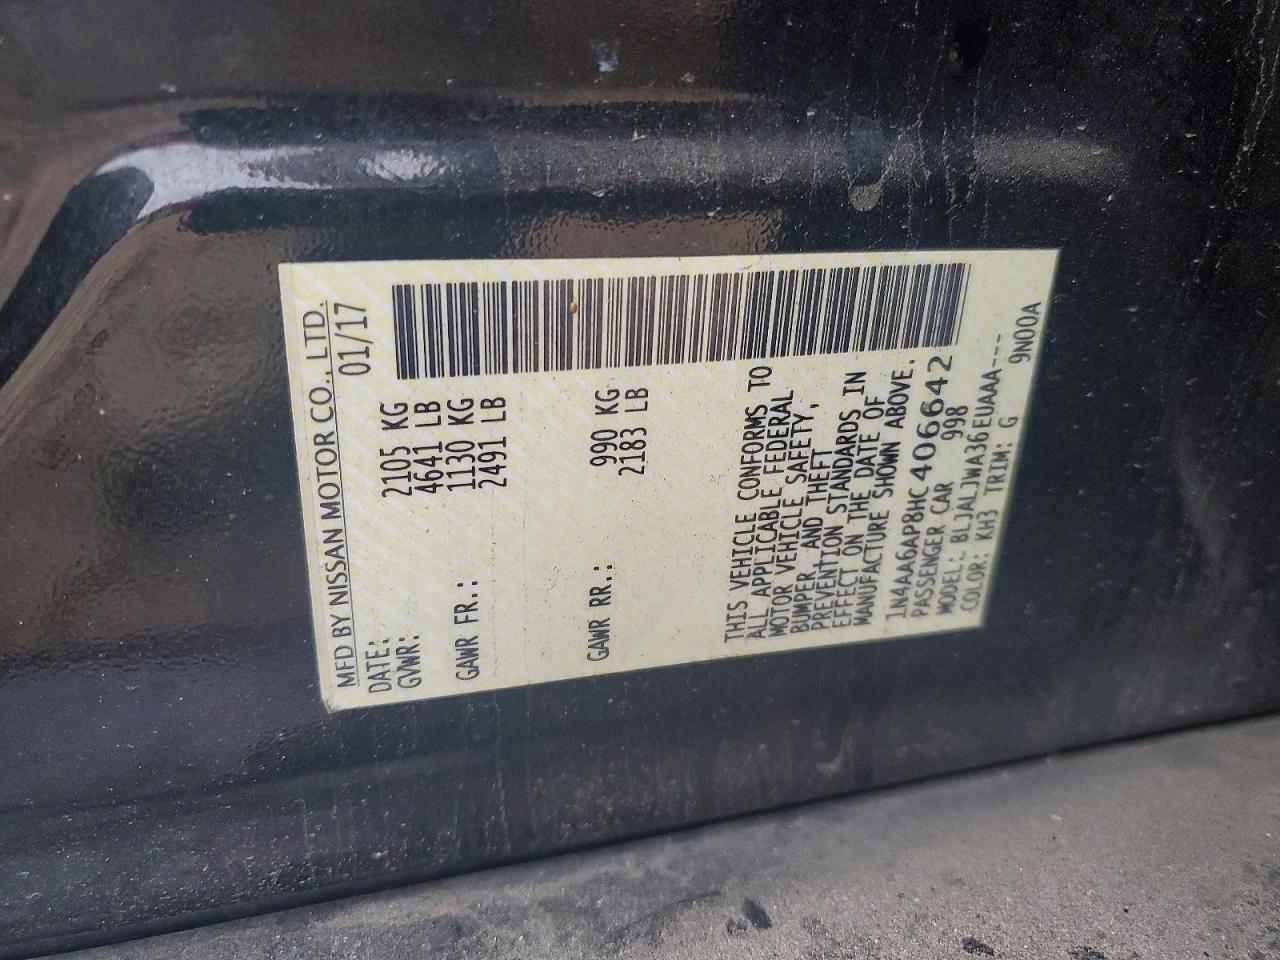 MFD BY NISSAN MOTOR CO., LTD.
DATE: 01/17
GVWR: 2105 KG
4641 LB
GAWR FR.: 1130 KG
2491 LB
GAWR RR.: 990 KG
2183 LB
THIS VEHICLE CONFORMS TO
ALL APPLICABLE FEDERAL
MOTOR VEHICLE SAFETY,
BUMPER, AND THEFT
PREVENTION STANDARDS IN
EFFECT ON THE DATE OF
MANUFACTURE SHOWN ABOVE.
1N4AA6AP8HC406642
PASSENGER CAR 998
MODEL: BLJALJWA36EUAAA---
COLOR: KH3 TRIM: G 9N00A